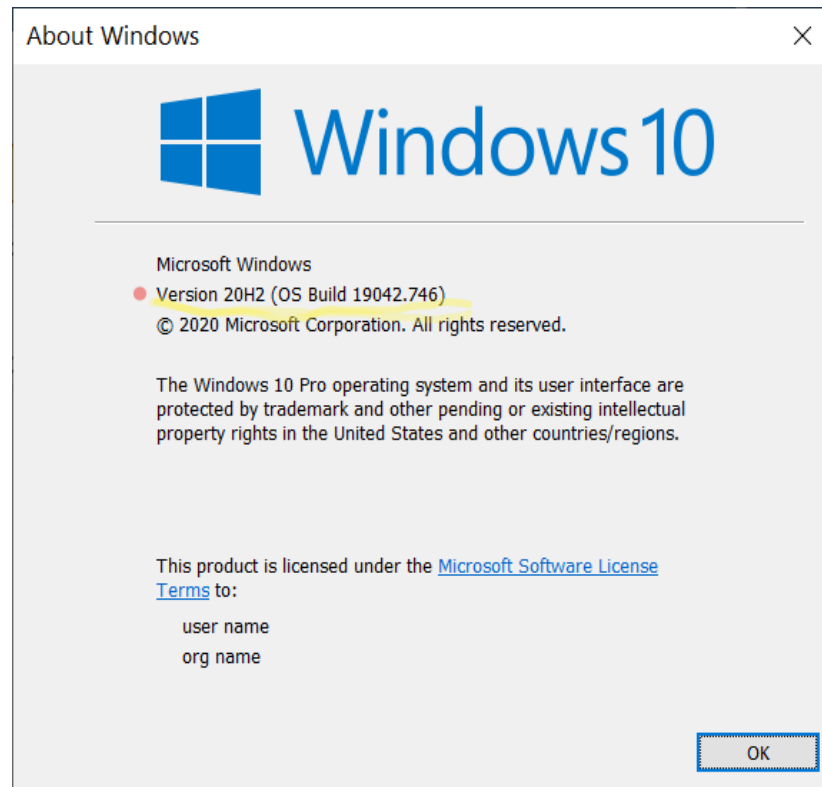 About Windows
Windows 10
Microsoft Windows
Version 20H2 (OS Build 19042.746)
© 2020 Microsoft Corporation. All rights reserved.
The Windows 10 Pro operating system and its user interface are
protected by trademark and other pending or existing intellectual
property rights in the United States and other countries/regions.
This product is licensed under the Microsoft Software License
Terms to:
user name
org name
OK